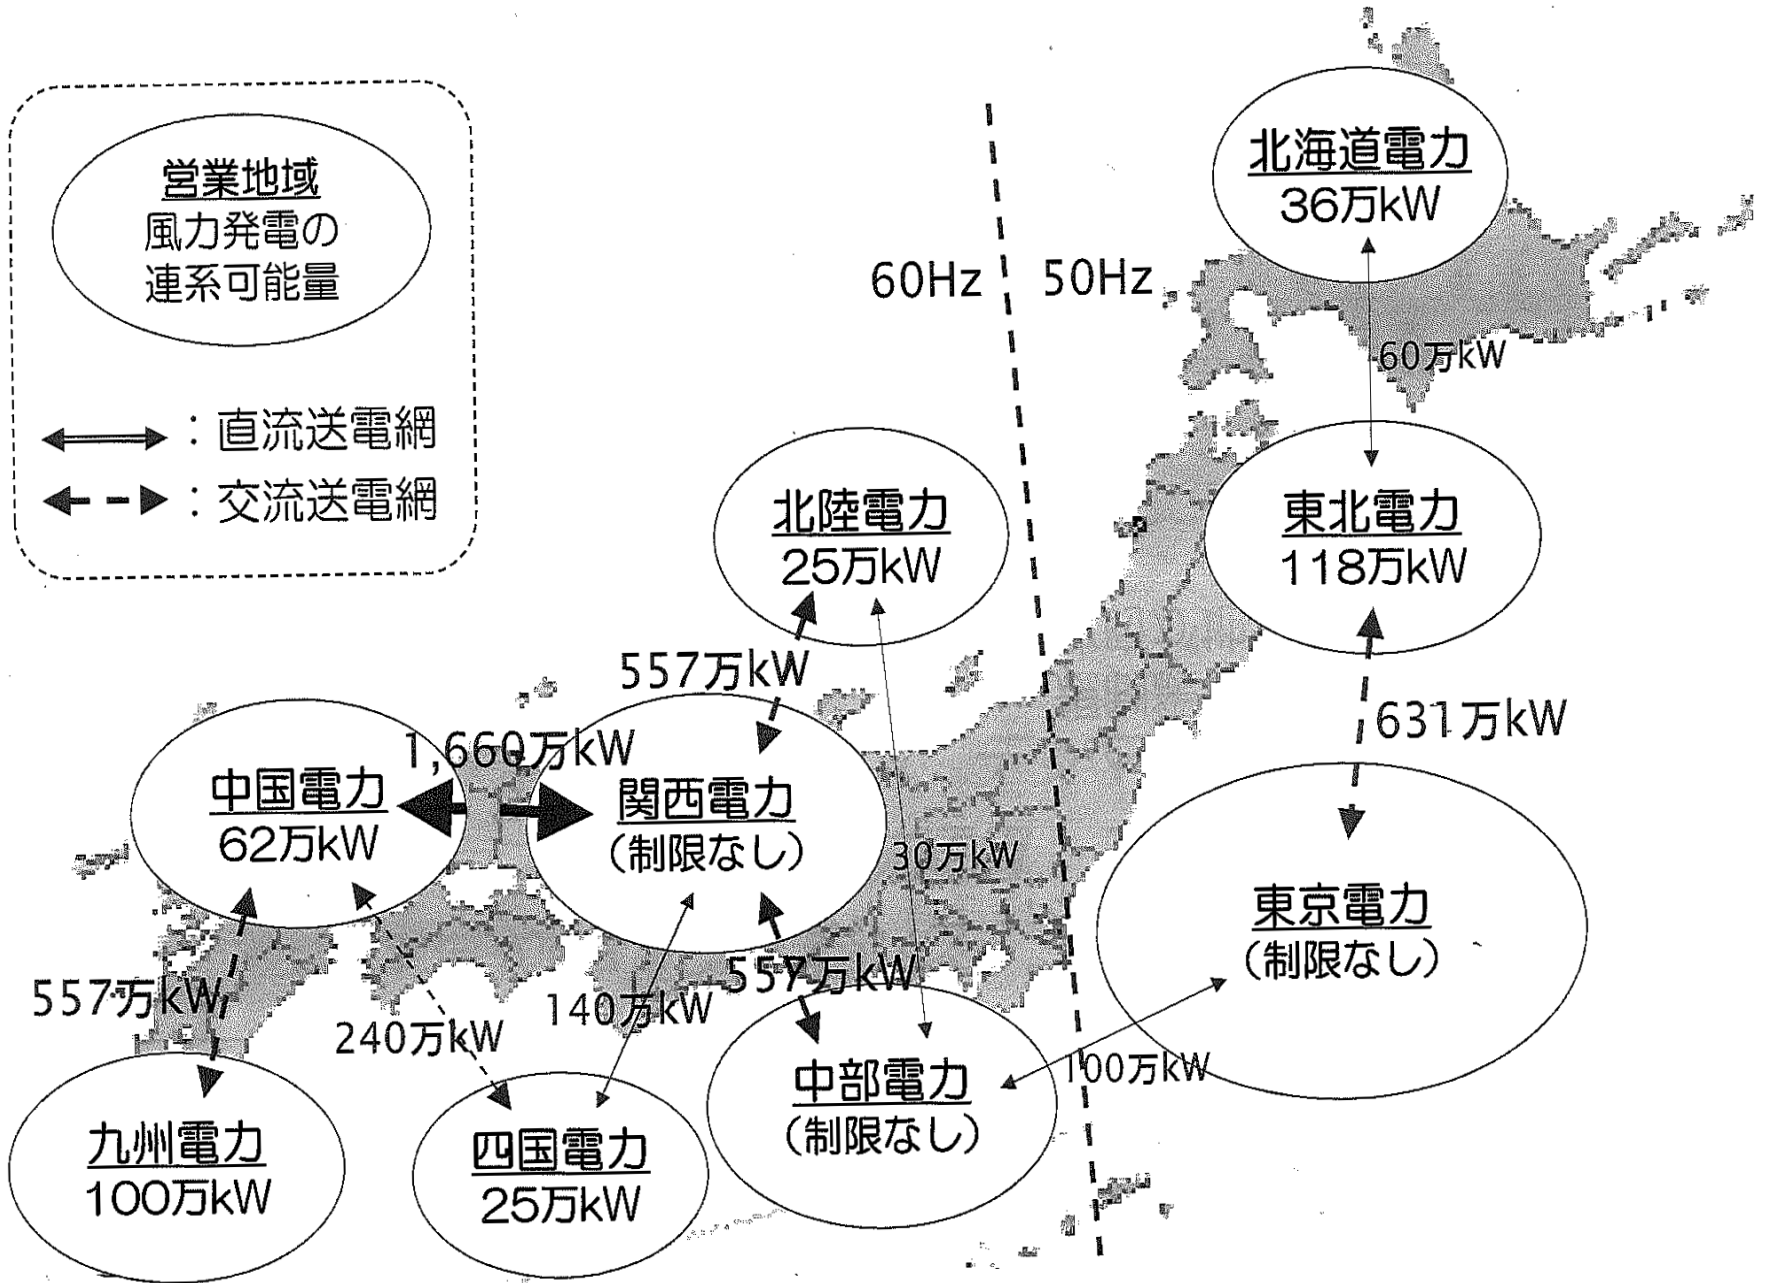 営業地域
風力発電の
連系可能量
：直流送電網
：交流送電網
60Hz
50Hz
北海道電力
36万kW
60万kW
東北電力
118万kW
631万kW
東京電力
(制限なし)
100万kW
北陸電力
25万kW
557万kW
30万kW
1,660万kW
中国電力
62万kW
関西電力
(制限なし)
557万kW
557万kW
240万kW
140万kW
中部電力
(制限なし)
九州電力
100万kW
四国電力
25万kW